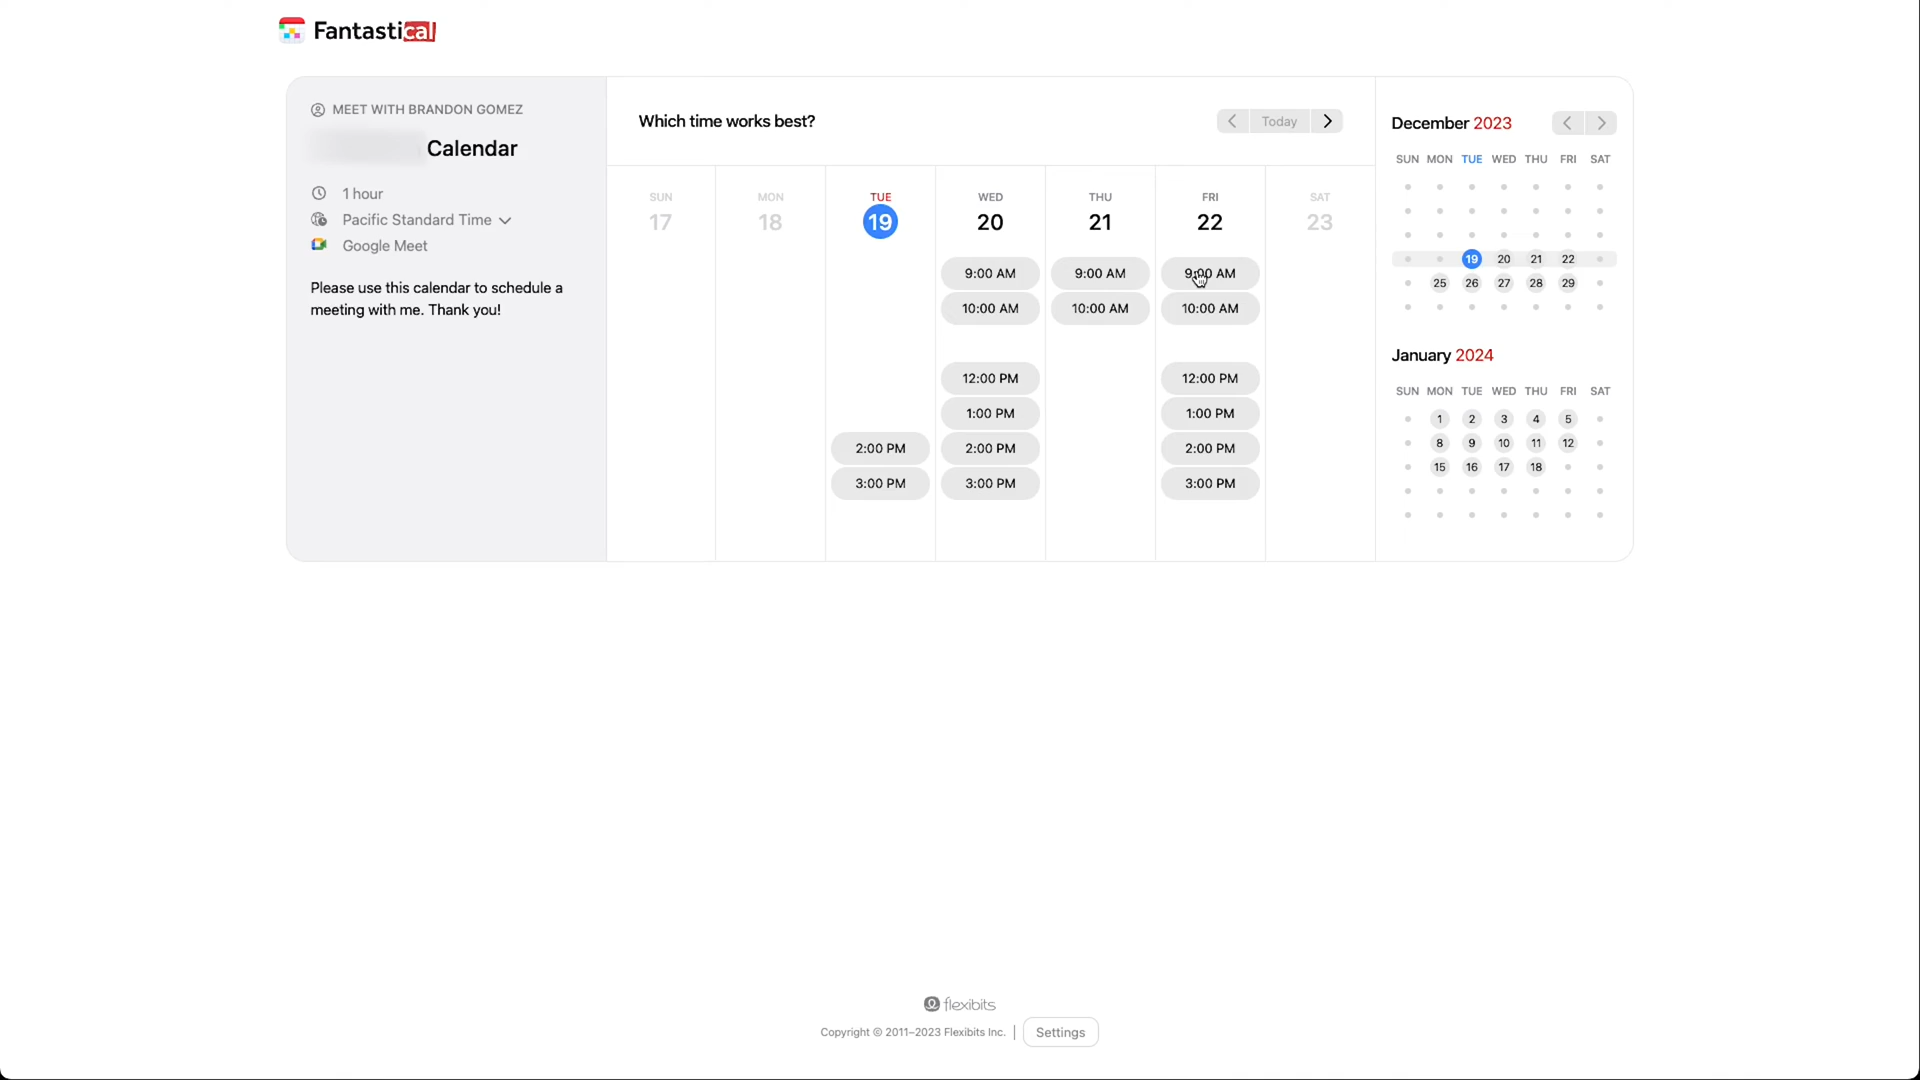 Fantastical
MEET WITH BRANDON GOMEZ
Calendar
1 hour
Pacific Standard Time
Google Meet
Please use this calendar to schedule a
meeting with me. Thank you!
Which time works best?
Today
SUN MON TUE WED THU FRI SAT
17 18 19 20 21 22 23
9:00 AM 9:00 AM 9:00 AM
10:00 AM 10:00 AM 10:00 AM
12:00 PM 12:00 PM
1:00 PM 1:00 PM
2:00 PM 2:00 PM 2:00 PM
3:00 PM 3:00 PM 3:00 PM
December 2023
SUN MON TUE WED THU FRI SAT
19 20 21 22
25 26 27 28 29
January 2024
SUN MON TUE WED THU FRI SAT
1 2 3 4 5
8 9 10 11 12
15 16 17 18
flexibits
Copyright © 2011–2023 Flexibits Inc. | Settings